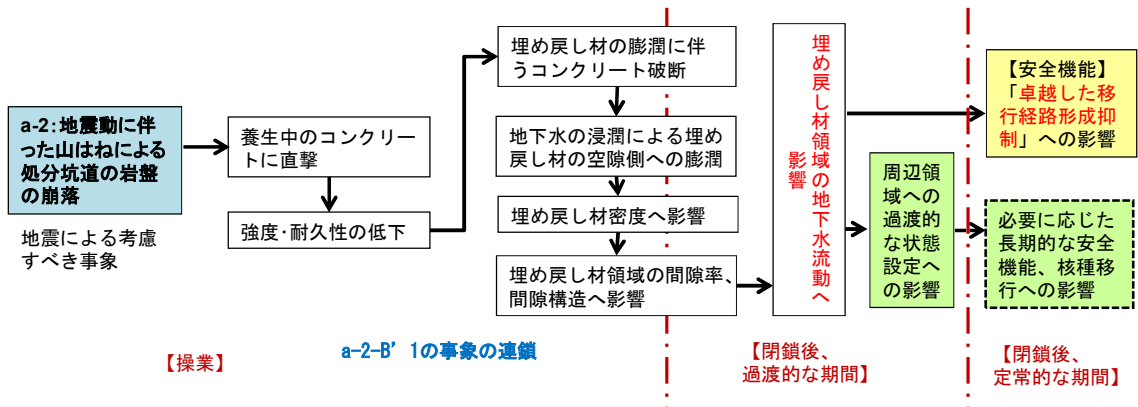 a-2：地震動に伴
った山はねによる
処分坑道の岩盤
の崩落
地震による考慮
すべき事象
養生中のコンクリー
トに直撃
強度・耐久性の低下
埋め戻し材の膨潤に伴
うコンクリート破断
地下水の浸潤による埋め
戻し材の空隙側への膨潤
埋め戻し材密度へ影響
埋め戻し材領域の間隙率、
間隙構造へ影響
埋め戻し材領域の地下水流動へ
影響
周辺領
域への
過渡的
な状態
設定へ
の影響
【安全機能】
「卓越した移
行経路形成抑
制」への影響
必要に応じた
長期的な安全
機能、核種移
行への影響
【操業】
a-2-B’1の事象の連鎖
【閉鎖後、
過渡的な期間】
【閉鎖後、
定常的な期間】